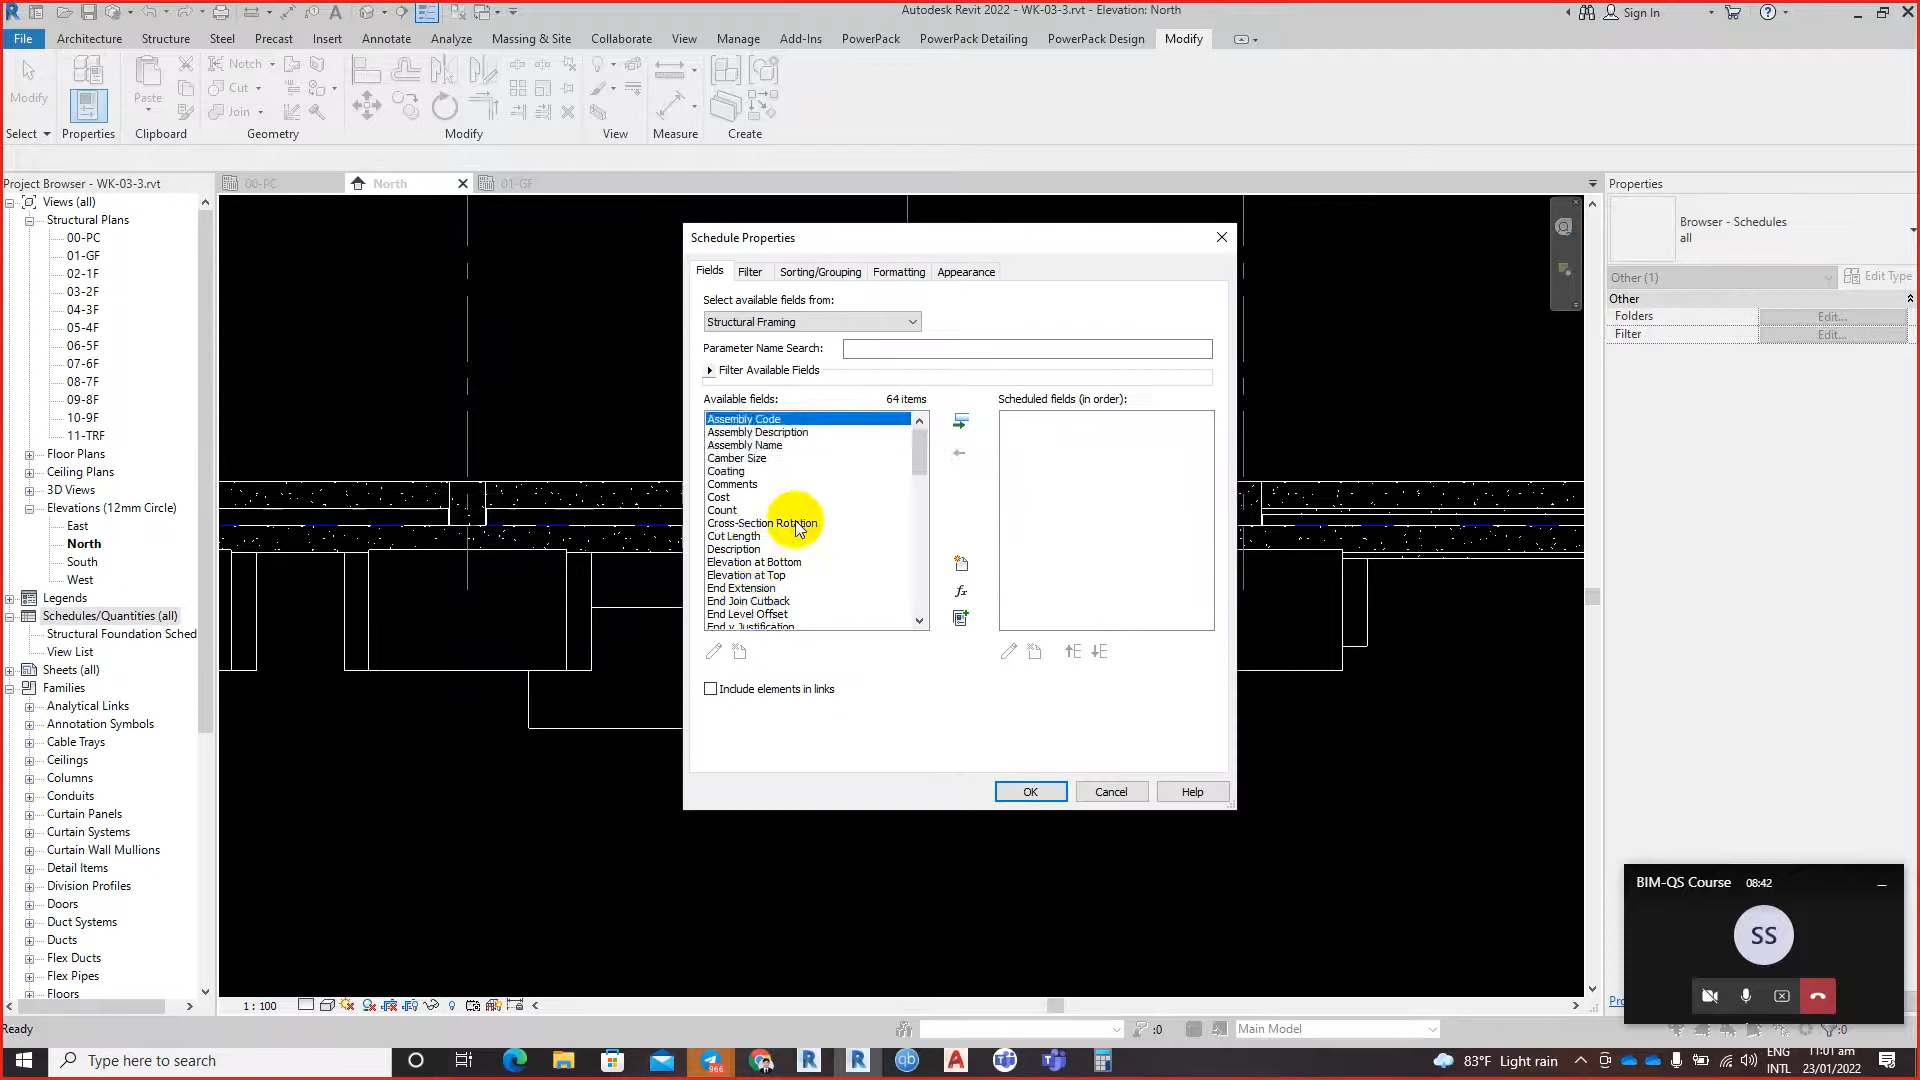 Autodesk Revit 2022 - WK-03-3.rvt - Elevation: North
Sign In
File Architecture Structure Steel Precast Insert Annotate Analyze Massing & Site Collaborate View Manage Add-Ins PowerPack PowerPack Detailing PowerPack Design Modify
Modify
Paste
Notch
Cut
Join
Select Properties Clipboard Geometry Modify View Measure Create
Project Browser - WK-03-3.rvt
Views (all)
Structural Plans
00-PC
01-GF
02-1F
03-2F
04-3F
05-4F
06-5F
07-6F
08-7F
09-8F
10-9F
11-TRF
Floor Plans
Ceiling Plans
3D Views
Elevations (12mm Circle)
East
North
South
West
Legends
Schedules/Quantities (all)
Structural Foundation Sched
View List
Sheets (all)
Families
Analytical Links
Annotation Symbols
Cable Trays
Ceilings
Columns
Conduits
Curtain Panels
Curtain Systems
Curtain Wall Mullions
Detail Items
Division Profiles
Doors
Duct Systems
Ducts
Flex Ducts
Flex Pipes
Floors
00-PC
North
01-GF
Schedule Properties
Fields Filter Sorting/Grouping Formatting Appearance
Select available fields from:
Structural Framing
Parameter Name Search:
Filter Available Fields
Available fields: 64 items
Assembly Code
Assembly Description
Assembly Name
Camber Size
Coating
Comments
Cost
Count
Cross-Section Rotation
Cut Length
Description
Elevation at Bottom
Elevation at Top
End Extension
End Join Cutback
End Level Offset
End y Justification
fx
Scheduled fields (in order):
Include elements in links
OK Cancel Help
Properties
Browser - Schedules
all
Other (1)
Edit Type
Other
Folders Edit...
Filter Edit...
BIM-QS Course 08:42
SS
1 : 100
Ready
:0
Main Model
:0
Type here to search
966
83°F Light rain
ENG
INTL
11:01 am
23/01/2022